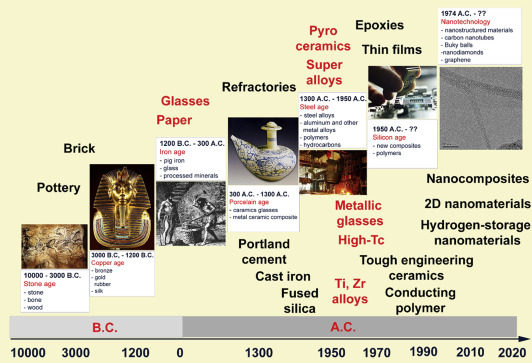 1974 A.C. - ??
Nanotechnology
- nanostructured materials
- carbon nanotubes
- Buky balls
-nanodiamonds
- graphene
Epoxies
Thin films
Pyro
ceramics
Super
alloys
Refractories
1300 A.C. - 1950 A.C.
Steel age
- steel alloys
- aluminum and other
metal alloys
- polymers
- hydrocarbons
1950 A.C. - ??
Silicon age
- new composites
- polymers
Glasses
Paper
1200 B.C. - 300 A.C.
Iron age
- pig iron
- glass
- processed minerals
300 A.C. - 1300 A.C.
Porcelain age
- caramics glasses
- metal ceramic composite
Brick
Pottery
10000 - 3000 B.C.
Stone age
- stone
- bone
- wood
3000 B.C. - 1200 B.C.
Copper age
- bronze
- gold
rubber
- silk
Portland
cement
Cast iron
Fused
silica
Metallic
glasses
High-Tc
Ti, Zr
alloys
Nanocomposites
2D nanomaterials
Hydrogen-storage
nanomaterials
Tough engineering
ceramics
Conducting
polymer
B.C.
A.C.
10000 3000 1200 0 1300 1950 1970 1990 2010 2020